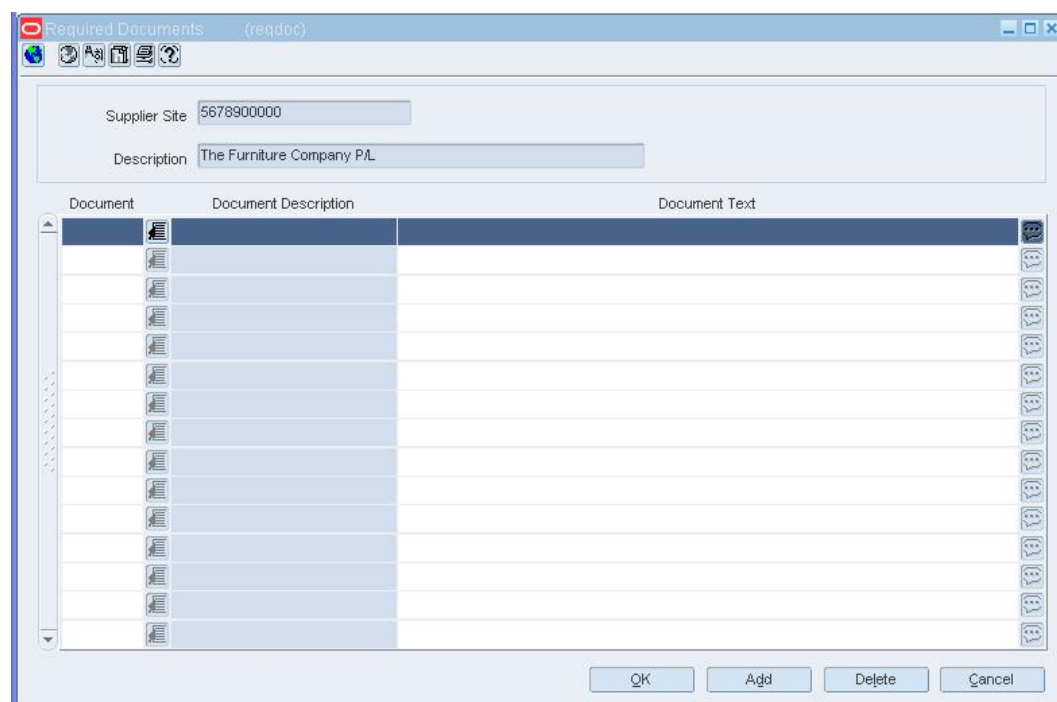 Required Documents (reqdoc)
Supplier Site 5678900000
Description The Furniture Company P/L
Document Document Description Document Text
OK Add Delete Cancel